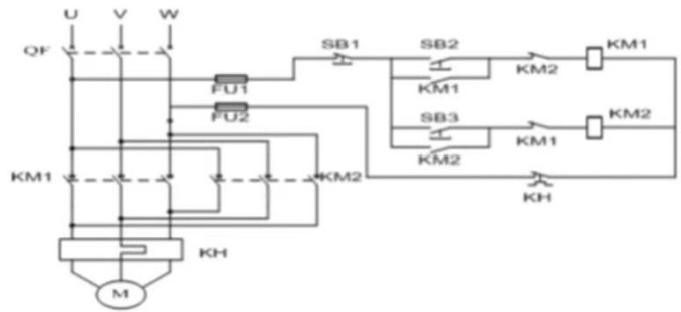 U V W
QF
SB1 SB2 KM1
KM2
FU1 KM1
FU2 SB3 KM2
KM1
KM2
KM1 KM2
KH
KH
M